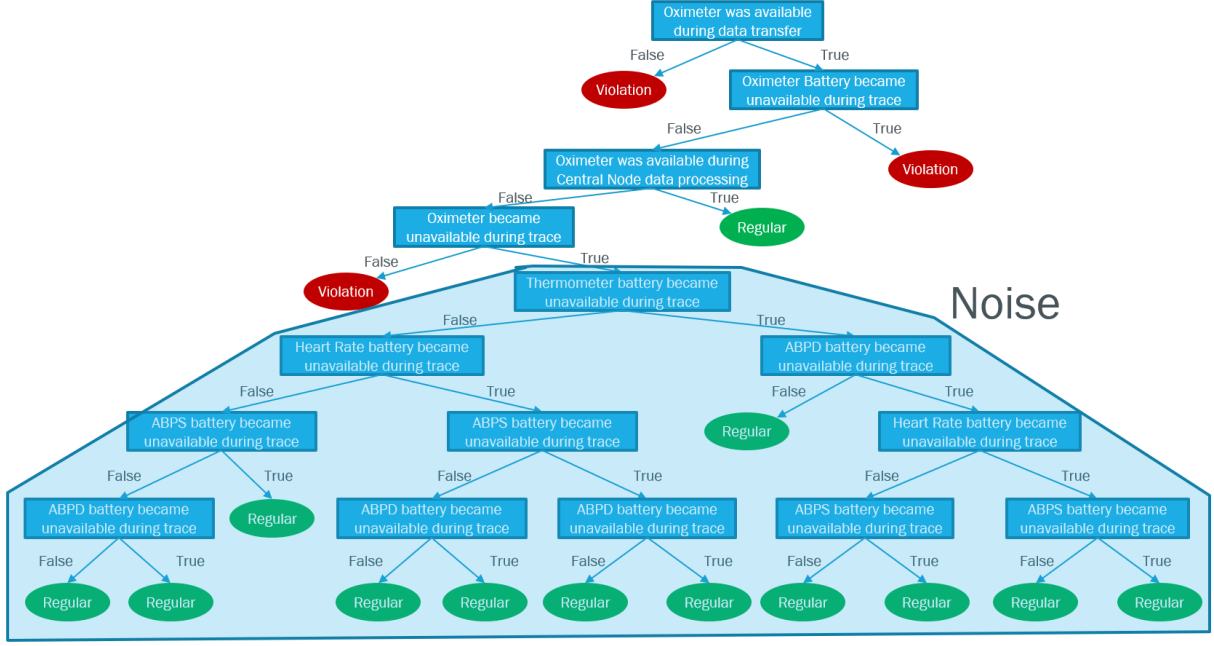 Oximeter was available
during data transfer
False
True
Violation
Oximeter Battery became
unavailable during trace
False
True
Oximeter was available during
Central Node data processing
Violation
False
True
Oximeter became
unavailable during trace
Regular
False
True
Violation
Thermometer battery became
unavailable during trace
Noise
False
True
Heart Rate battery became
unavailable during trace
ABPD battery became
unavailable during trace
False
True
False
True
ABPS battery became
unavailable during trace
ABPS battery became
unavailable during trace
Regular
Heart Rate battery became
unavailable during trace
False
True
False
True
False
True
ABPD battery became
unavailable during trace
Regular
ABPD battery became
unavailable during trace
ABPD battery became
unavailable during trace
ABPS battery became
unavailable during trace
ABPS battery became
unavailable during trace
False
True
False
True
False
True
False
True
False
True
Regular
Regular
Regular
Regular
Regular
Regular
Regular
Regular
Regular
Regular